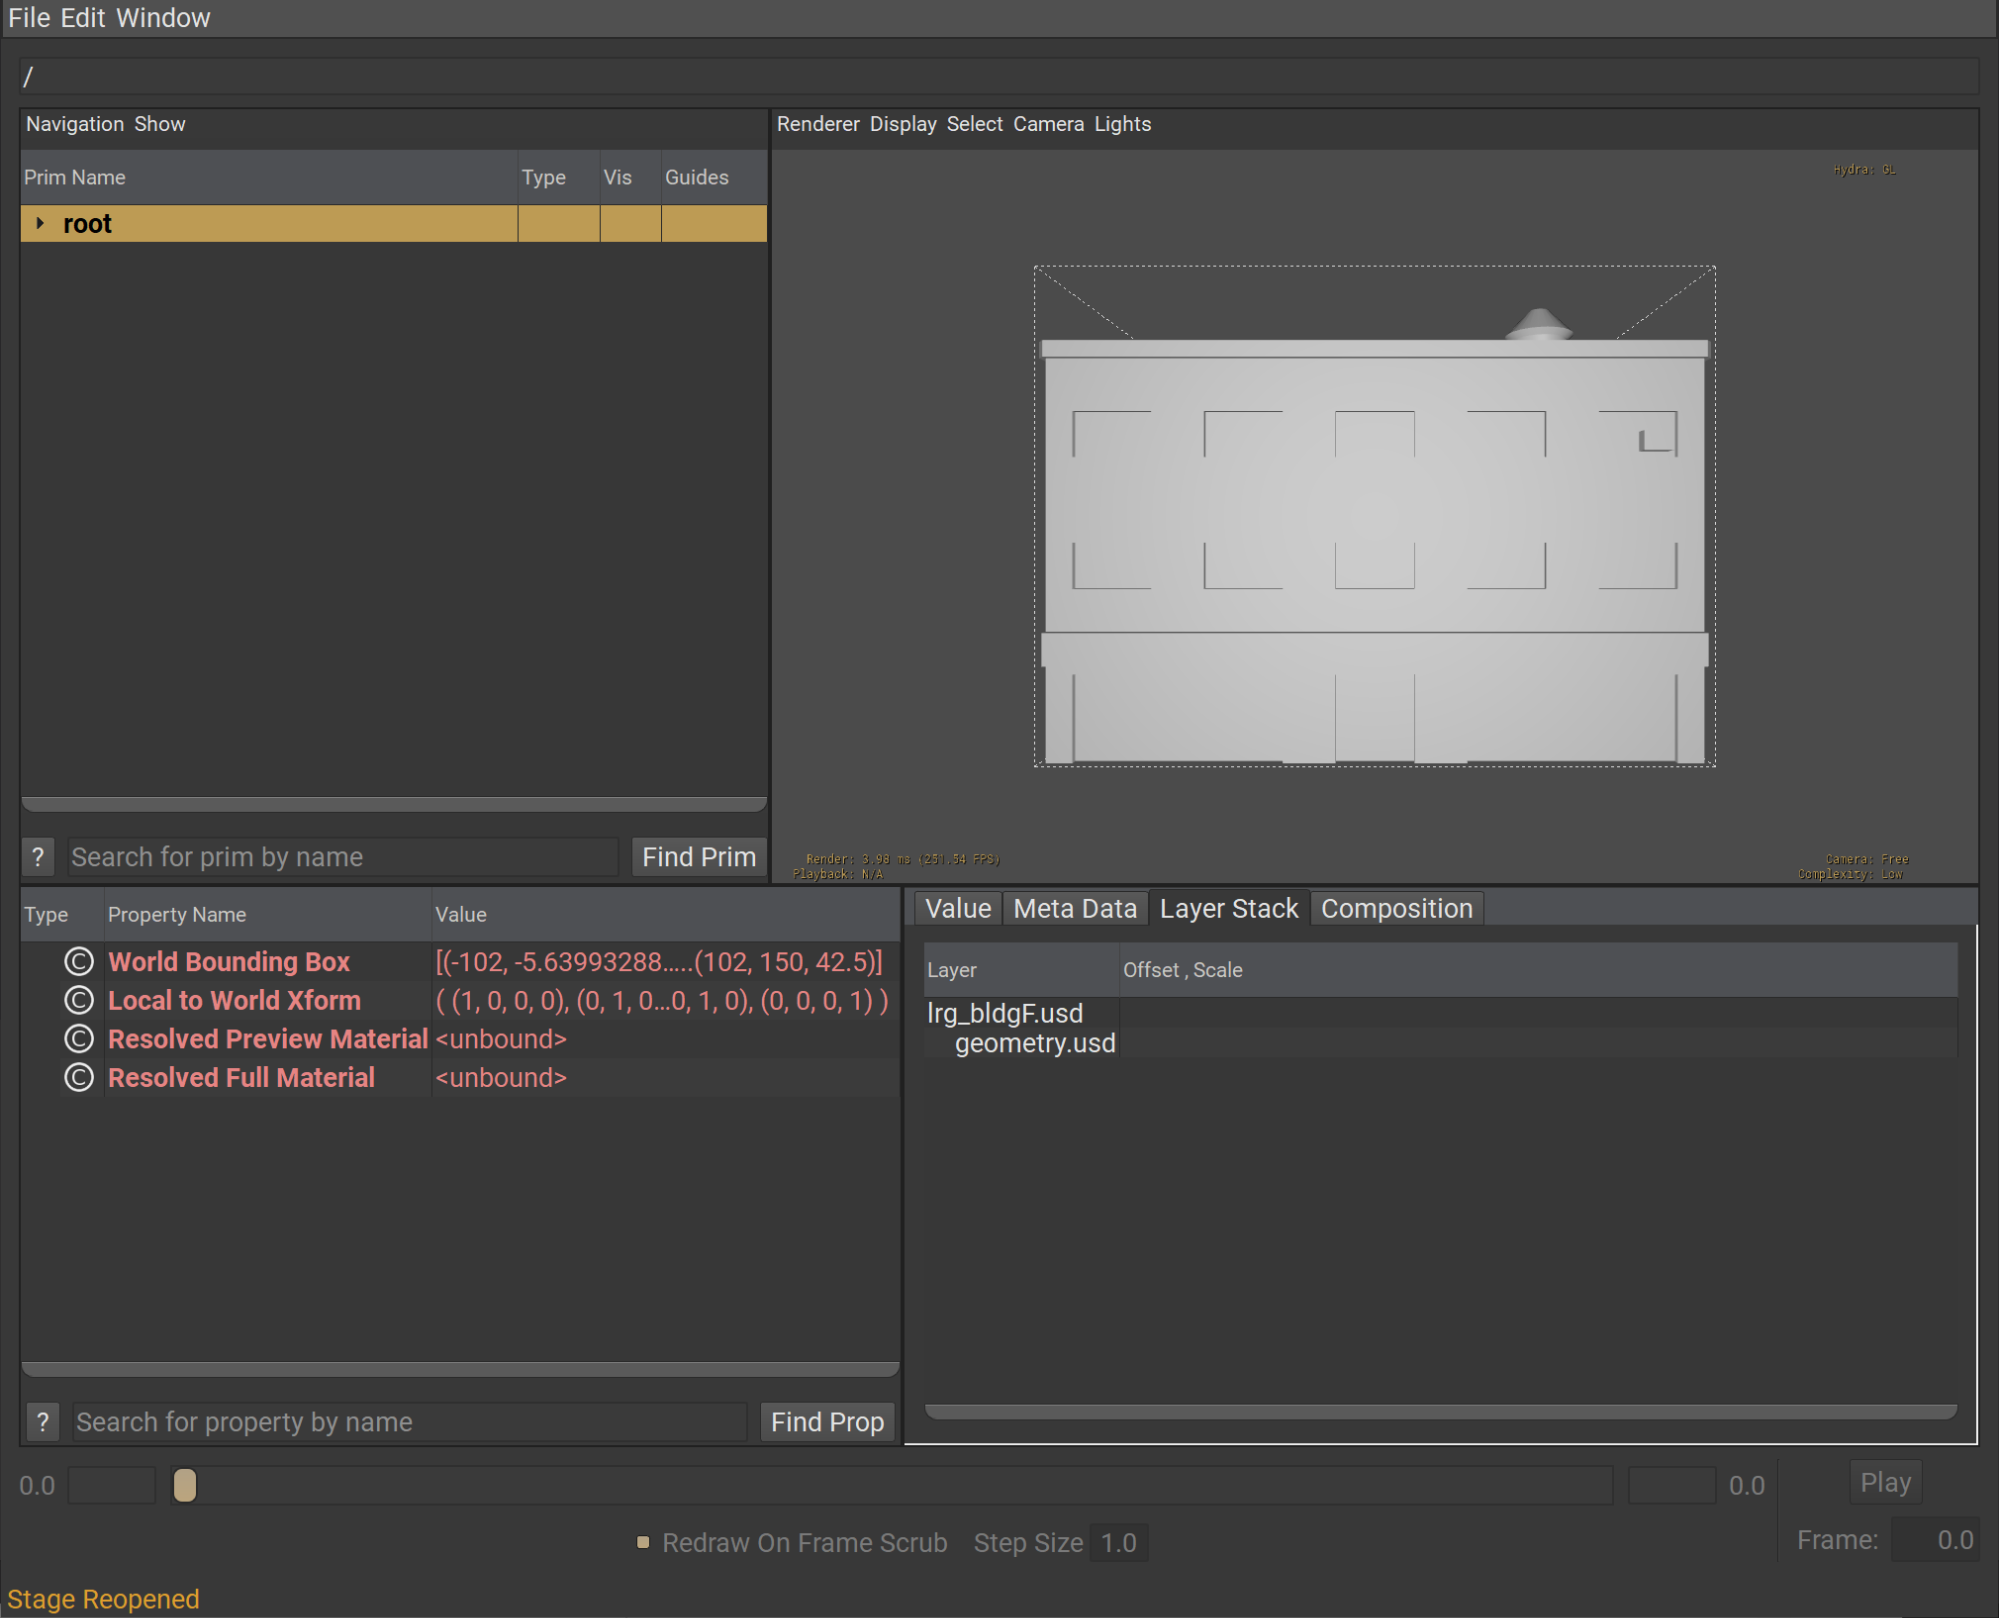 File Edit Window
/
Navigation Show
Renderer Display Select Camera Lights
Prim Name Type Vis Guides
Hydra: GL
root
? Search for prim by name Find Prim
Render: 3.98 ms (251.54 FPS)
Playback: N/A
Camera: Free
Complexity: Low
Type Property Name Value
Value Meta Data Layer Stack Composition
C World Bounding Box [(-102, -5.63993288.....(102, 150, 42.5)]
C Local to World Xform ( (1, 0, 0, 0), (0, 1, 0...0, 1, 0), (0, 0, 0, 1) )
C Resolved Preview Material <unbound>
C Resolved Full Material <unbound>
Layer Offset , Scale
lrg_bldgF.usd
geometry.usd
? Search for property by name Find Prop
0.0 0.0 Play
Redraw On Frame Scrub Step Size 1.0
Frame: 0.0
Stage Reopened